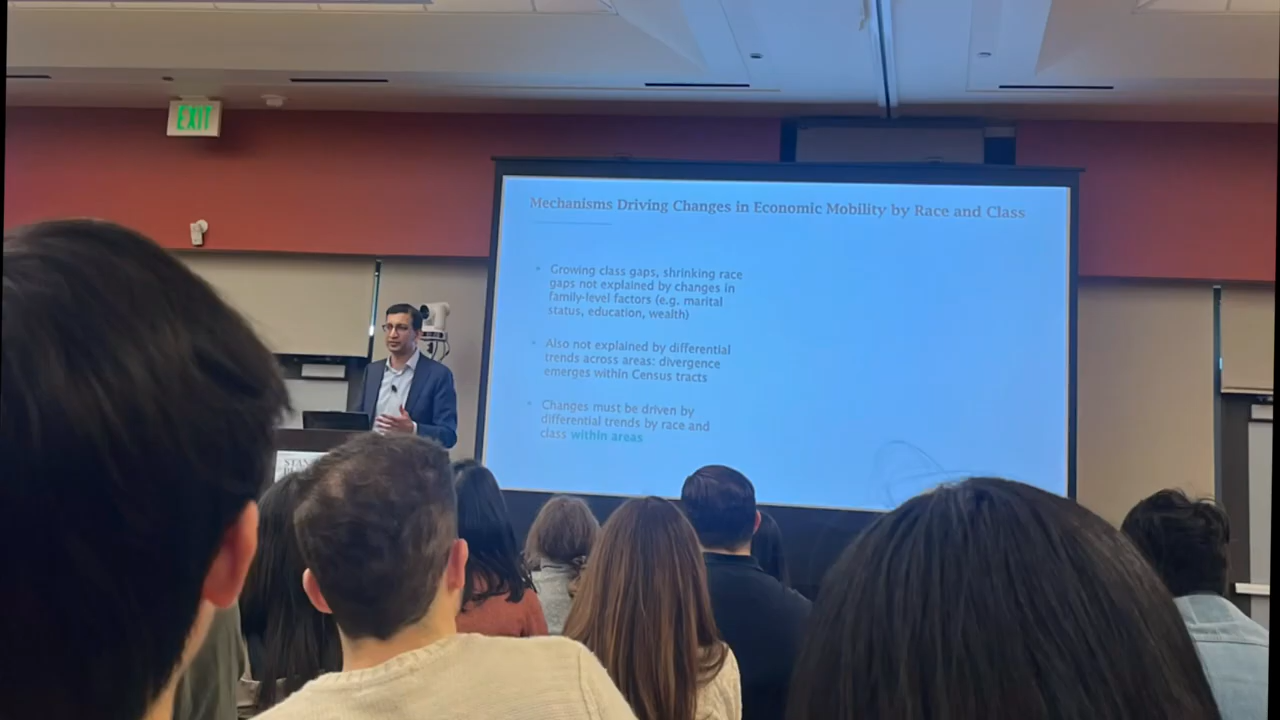 EXIT
Mechanisms Driving Changes in Economic Mobility by Race and Class
• Growing class gaps, shrinking race
gaps not explained by changes in
family-level factors (e.g. marital
status, education, wealth)
• Also not explained by differential
trends across areas: divergence
emerges within Census tracts
• Changes must be driven by
differential trends by race and
class within areas
STAN